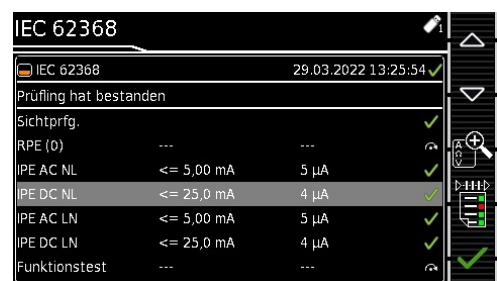 IEC 62368
1
IEC 62368 29.03.2022 13:25:54
Prüfling hat bestanden
Sichtprfg.
RPE (0) --- ---
IPE AC NL <= 5,00 mA 5 µA
IPE DC NL <= 25,0 mA 4 µA
IPE AC LN <= 5,00 mA 5 µA
IPE DC LN <= 25,0 mA 4 µA
Funktionstest --- ---
A
Ω
V